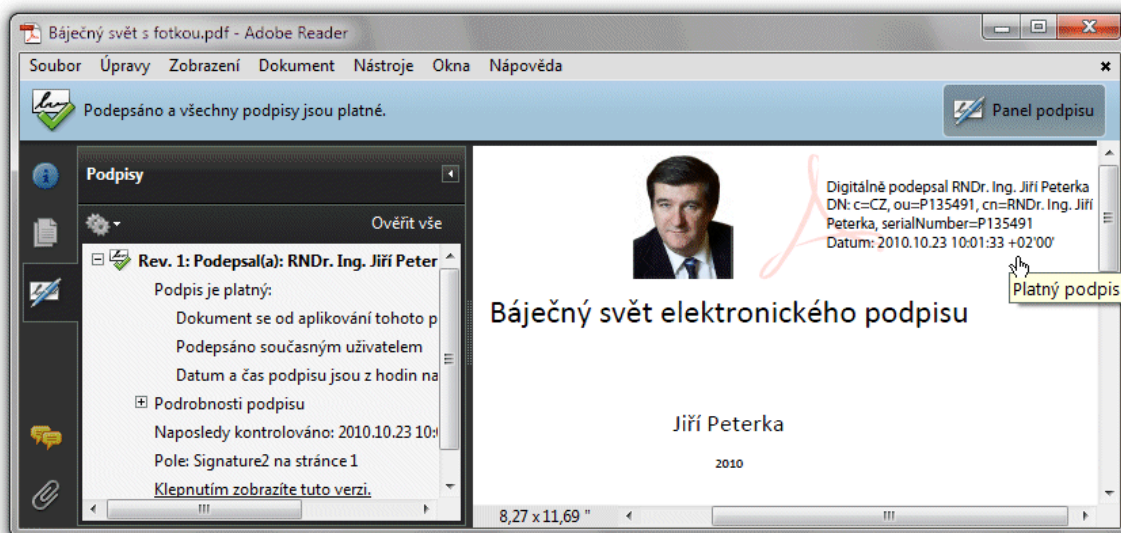 Báječný svět s fotkou.pdf - Adobe Reader
Soubor Úpravy Zobrazení Dokument Nástroje Okna Nápověda
Podepsáno a všechny podpisy jsou platné.
Panel podpisu
Podpisy
Ověřit vše
Rev. 1: Podepsal(a): RNDr. Ing. Jiří Peter
Podpis je platný:
Dokument se od aplikování tohoto p
Podepsáno současným uživatelem
Datum a čas podpisu jsou z hodin na
Podrobnosti podpisu
Naposledy kontrolováno: 2010.10.23 10:
Pole: Signature2 na stránce 1
Klepnutím zobrazíte tuto verzi.
Digitálně podepsal RNDr. Ing. Jiří Peterka
DN: c=CZ, ou=P135491, cn=RNDr. Ing. Jiří
Peterka, serialNumber=P135491
Datum: 2010.10.23 10:01:33 +02'00'
Platný podpis
Báječný svět elektronického podpisu
Jiří Peterka
2010
8,27 x 11,69 "